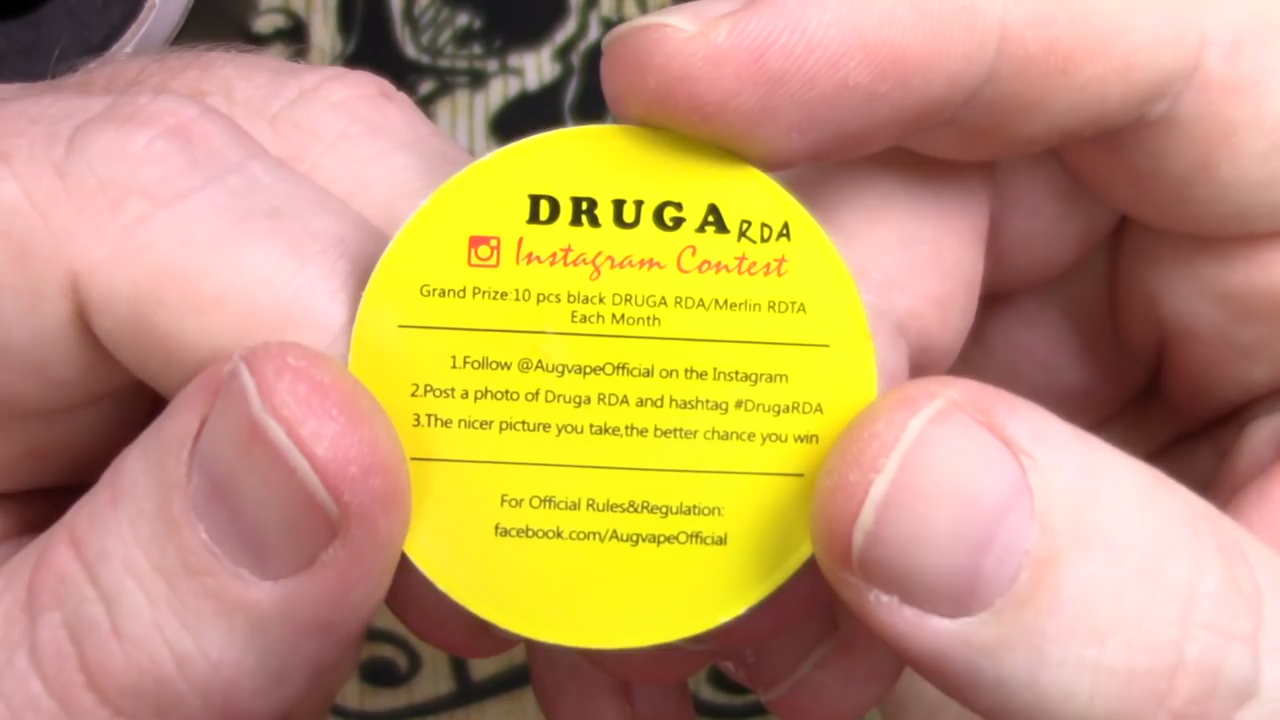 DRUGA RDA
Instagram Contest
Grand Prize:10 pcs black DRUGA RDA/Merlin RDTA
Each Month
1.Follow @AugvapeOfficial on the Instagram
2.Post a photo of Druga RDA and hashtag #DrugaRDA
3.The nicer picture you take,the better chance you win
For Official Rules&Regulation:
facebook.com/AugvapeOfficial